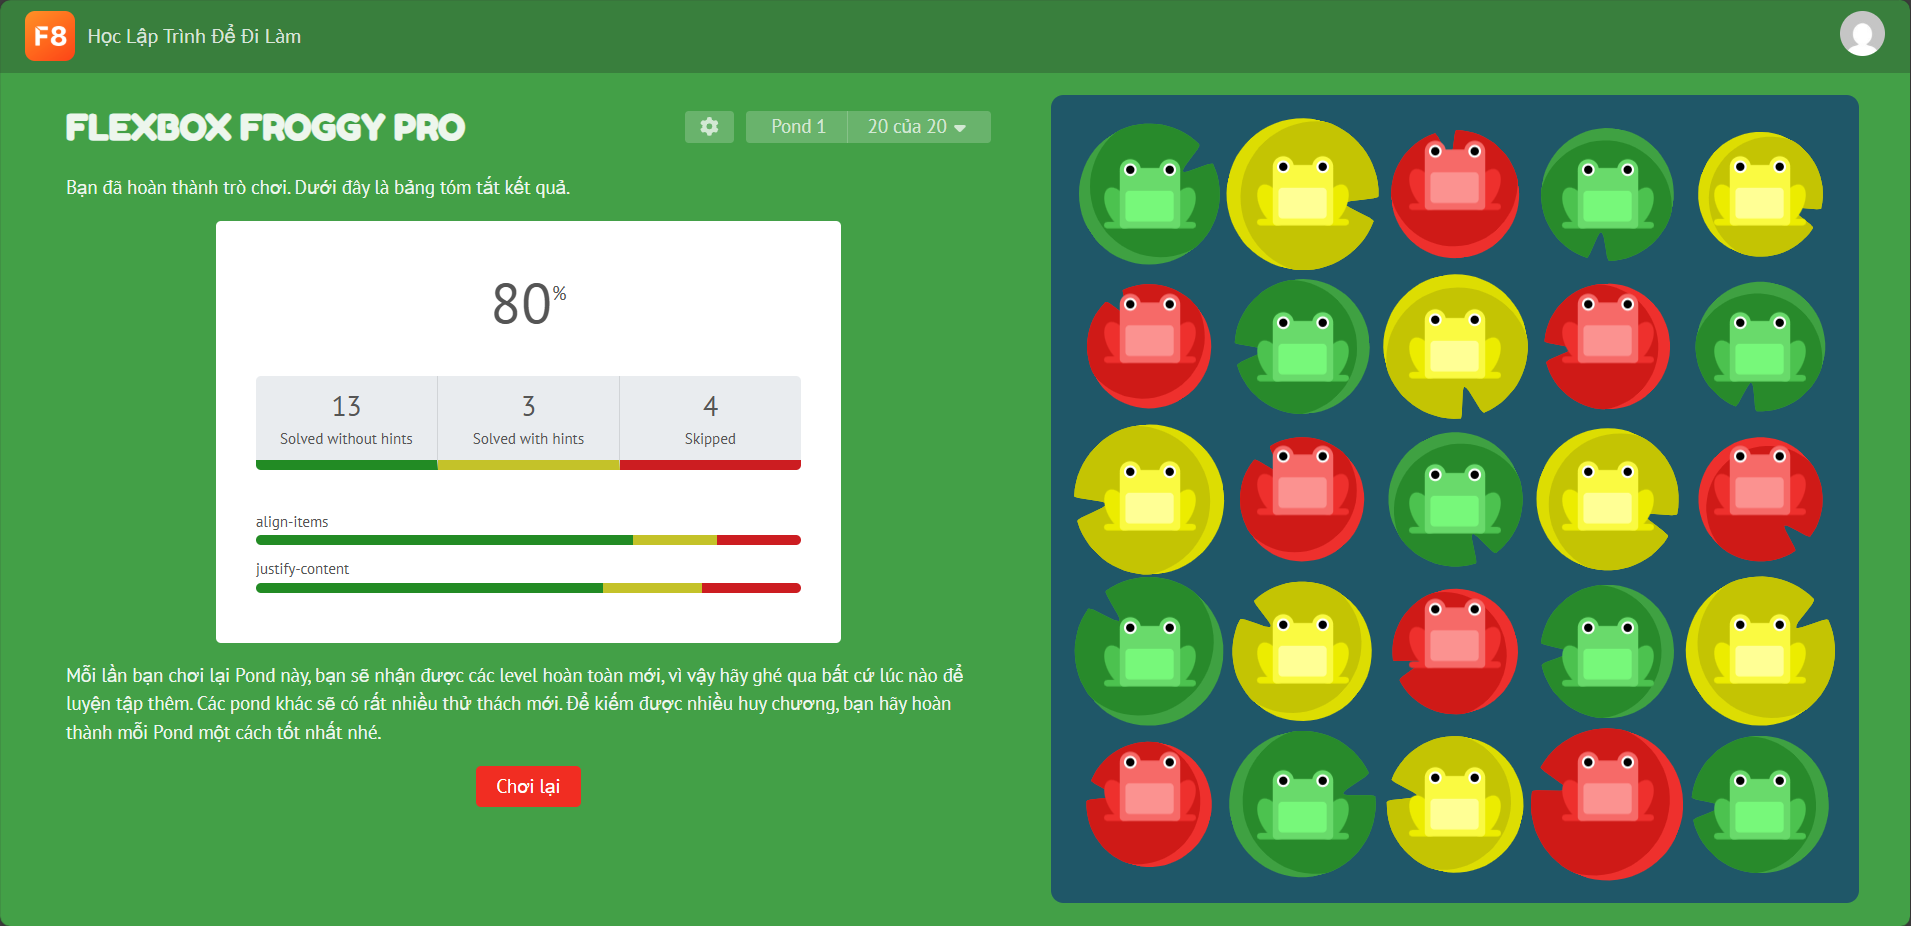 F8 Học Lập Trình Để Đi Làm
FLEXBOX FROGGY PRO
Pond 1
20 của 20
Bạn đã hoàn thành trò chơi. Dưới đây là bảng tóm tắt kết quả.
80%
13
Solved without hints
3
Solved with hints
4
Skipped
align-items
justify-content
Mỗi lần bạn chơi lại Pond này, bạn sẽ nhận được các level hoàn toàn mới, vì vậy hãy ghé qua bất cứ lúc nào để
luyện tập thêm. Các pond khác sẽ có rất nhiều thử thách mới. Để kiếm được nhiều huy chương, bạn hãy hoàn
thành mỗi Pond một cách tốt nhất nhé.
Chơi lại